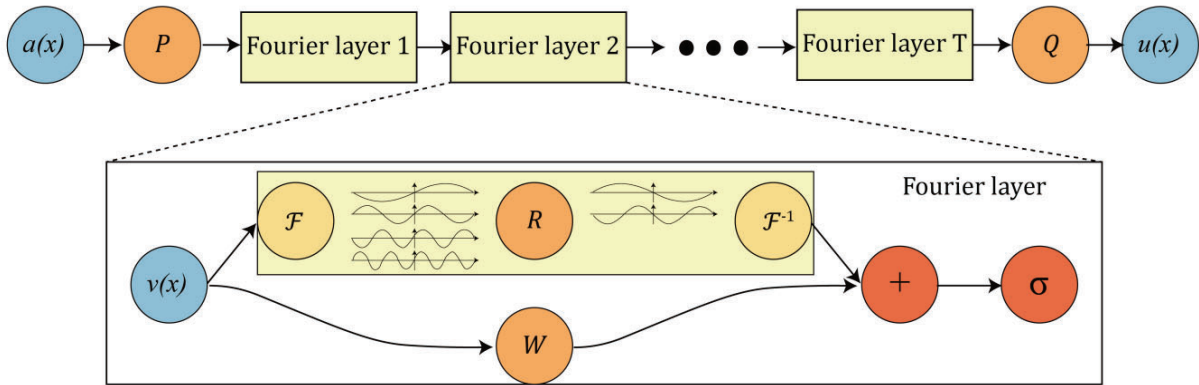 a(x) P Fourier layer 1 Fourier layer 2 Fourier layer T Q u(x)
Fourier layer
ℱ R ℱ⁻¹
v(x) + σ
W